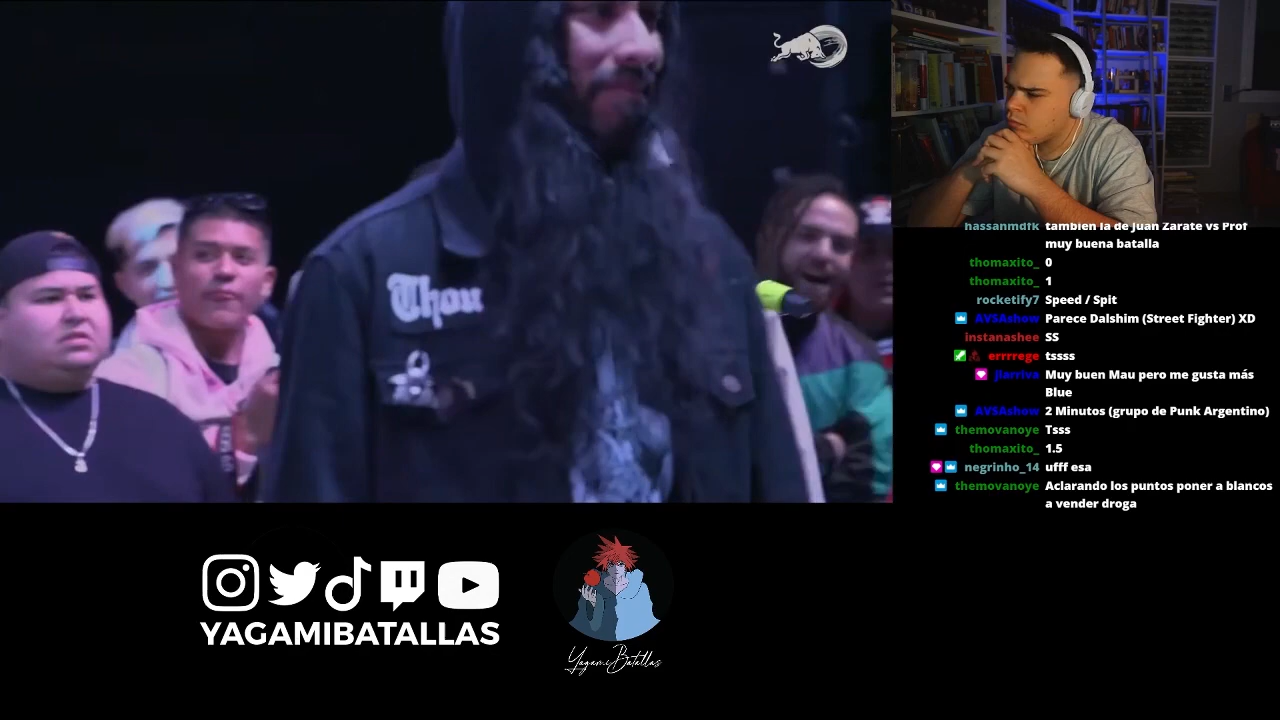 Thou
hassanmdfk también la de Juan Zarate vs Prof
muy buena batalla
thomaxito_ 0
thomaxito_ 1
rocketify7 Speed / Spit
AVSAshow Parece Dalshim (Street Fighter) XD
instanashee SS
errrrege tssss
jlarriva Muy buen Mau pero me gusta más
Blue
AVSAshow 2 Minutos (grupo de Punk Argentino)
themovanoye Tsss
thomaxito_ 1.5
negrinho_14 ufff esa
themovanoye Aclarando los puntos poner a blancos
a vender droga
YAGAMIBATALLAS
YagamiBatallas